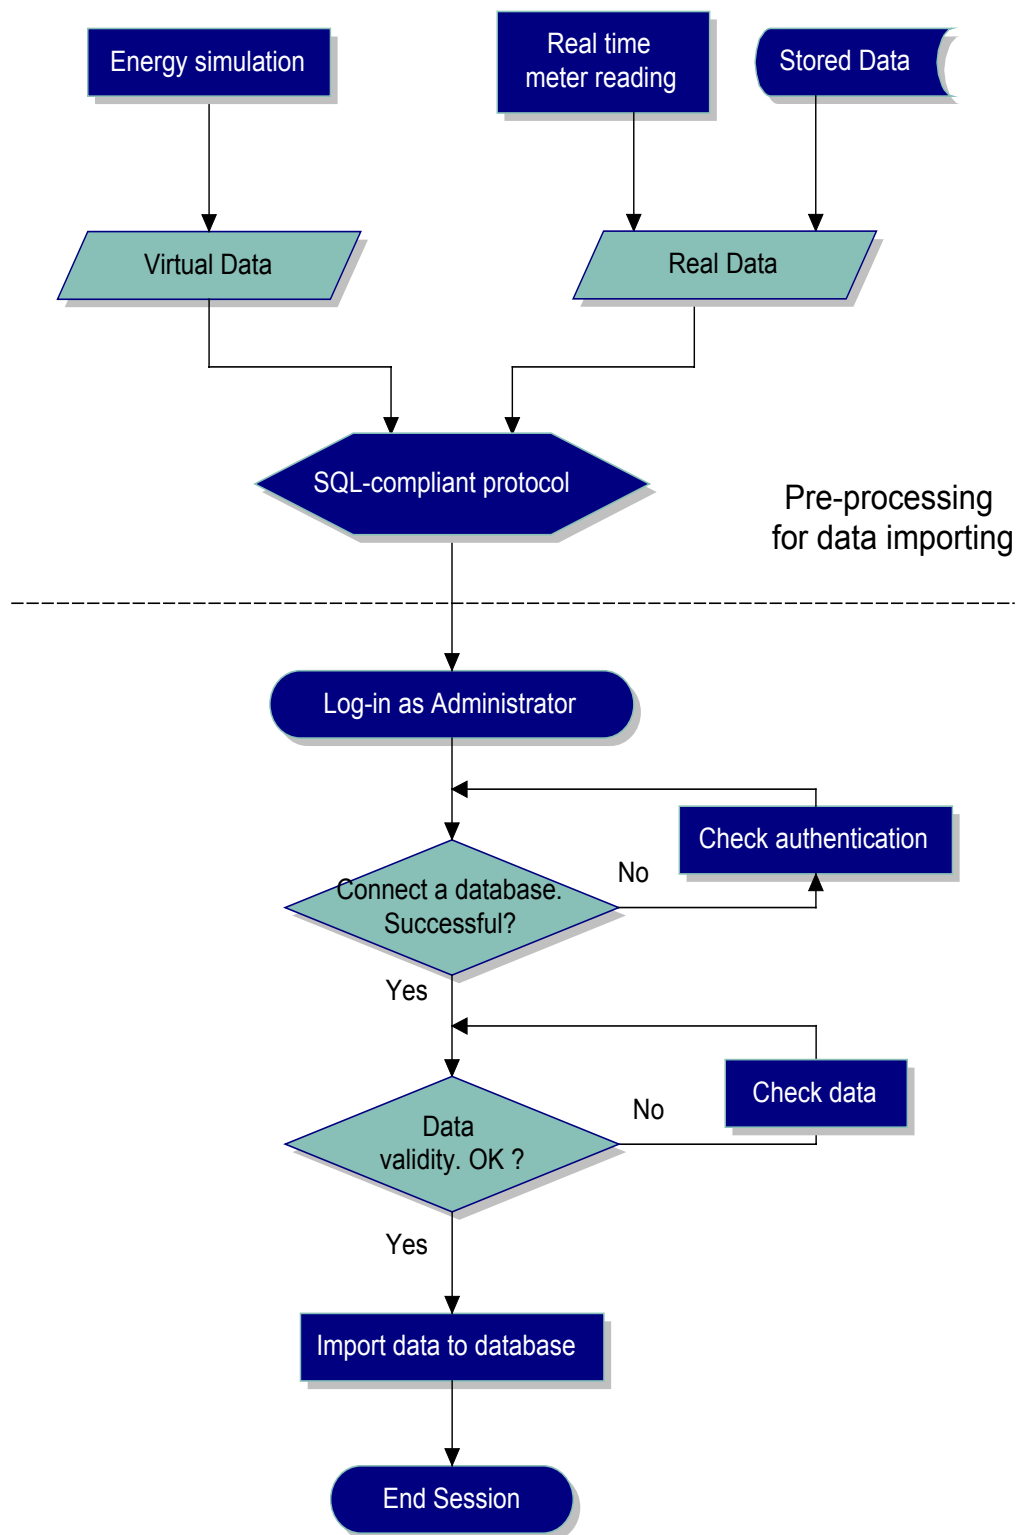 Energy simulation
Real time
meter reading
Stored Data
Virtual Data
Real Data
SQL-compliant protocol
Pre-processing
for data importing
Log-in as Administrator
Check authentication
No
Connect a database.
Successful?
Yes
Check data
No
Data
validity. OK ?
Yes
Import data to database
End Session